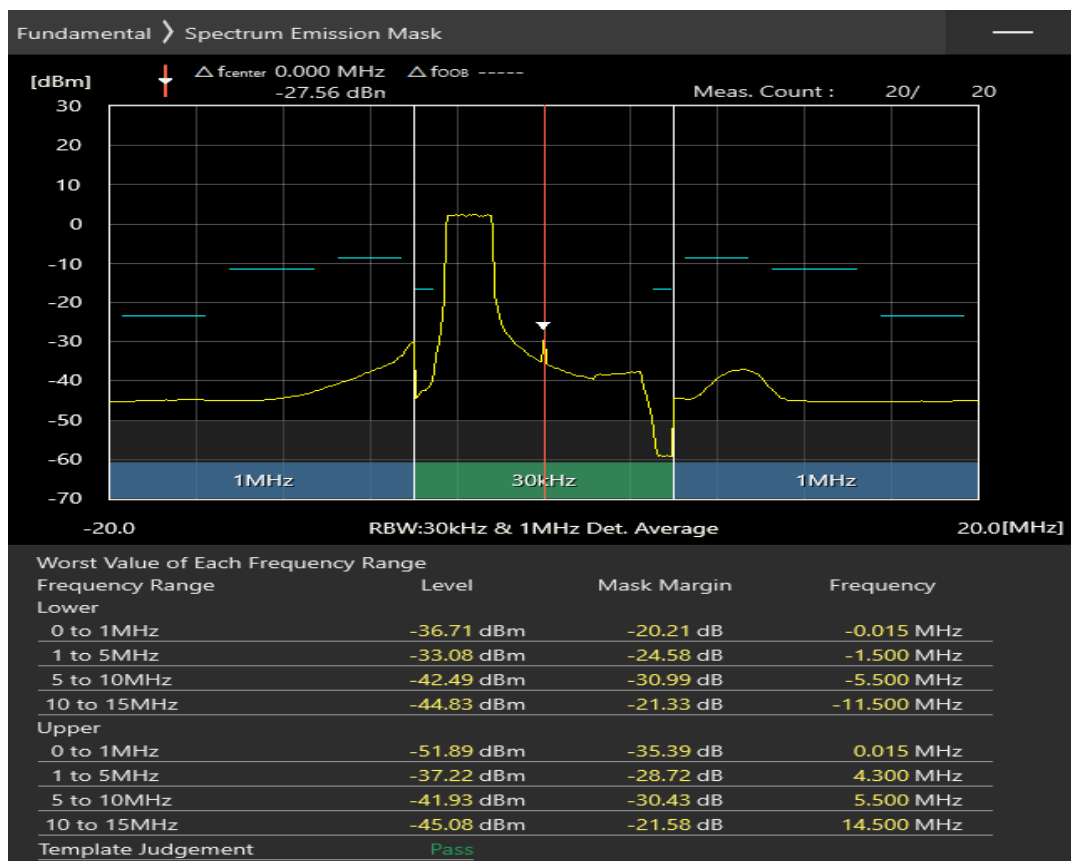 Fundamental ❯ Spectrum Emission Mask
[dBm] △ fcenter 0.000 MHz △ fOOB -----
-27.56 dBm Meas. Count : 20/ 20
30
20
10
0
-10
-20
-30
-40
-50
-60
1MHz 30kHz 1MHz
-70
-20.0 RBW:30kHz & 1MHz Det. Average 20.0[MHz]
Worst Value of Each Frequency Range
Frequency Range Level Mask Margin Frequency
Lower
0 to 1MHz -36.71 dBm -20.21 dB -0.015 MHz
1 to 5MHz -33.08 dBm -24.58 dB -1.500 MHz
5 to 10MHz -42.49 dBm -30.99 dB -5.500 MHz
10 to 15MHz -44.83 dBm -21.33 dB -11.500 MHz
Upper
0 to 1MHz -51.89 dBm -35.39 dB 0.015 MHz
1 to 5MHz -37.22 dBm -28.72 dB 4.300 MHz
5 to 10MHz -41.93 dBm -30.43 dB 5.500 MHz
10 to 15MHz -45.08 dBm -21.58 dB 14.500 MHz
Template Judgement Pass